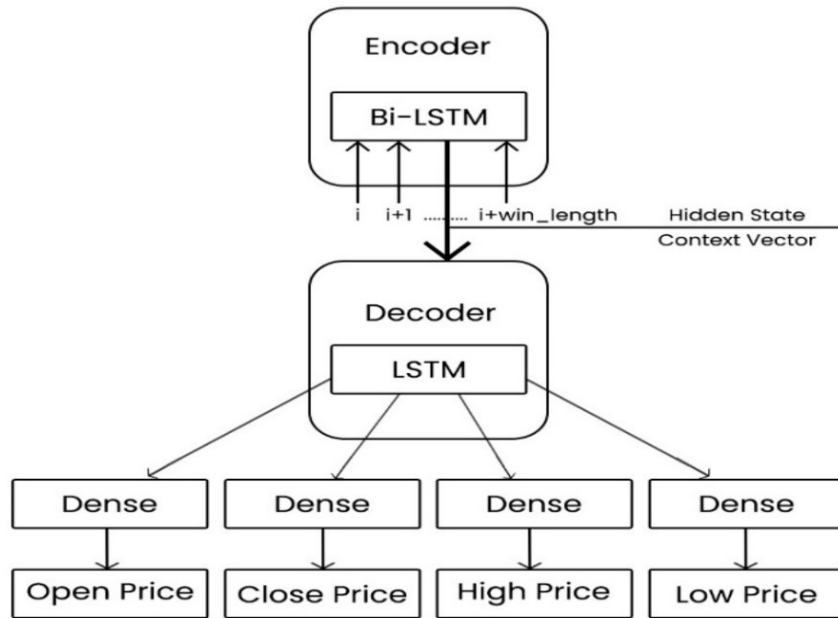 Encoder
Bi-LSTM
i i+1 ......... i+win_length
Hidden State
Context Vector
Decoder
LSTM
Dense Dense Dense Dense
Open Price Close Price High Price Low Price